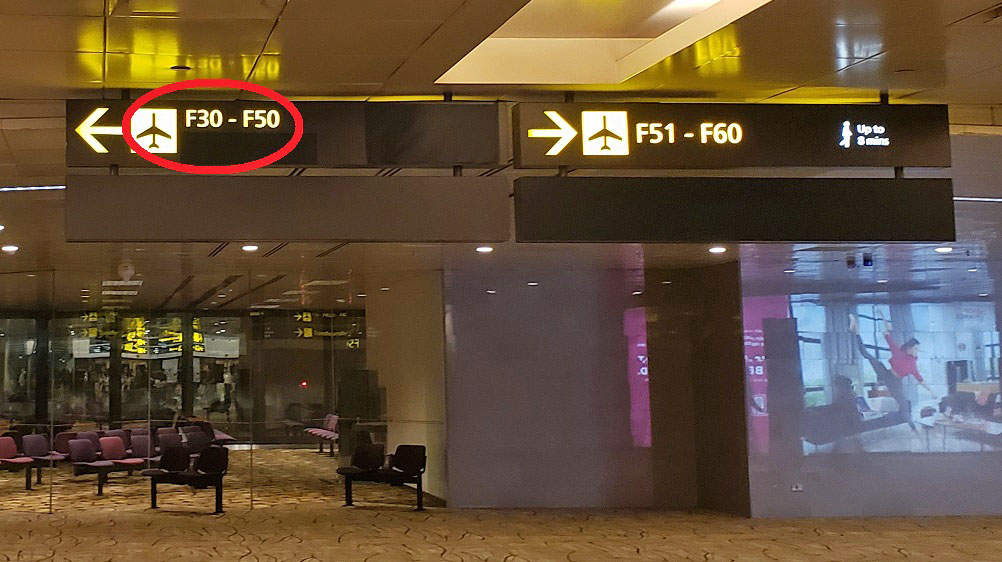 F30 - F50
F51 - F60
Up to
8 mins